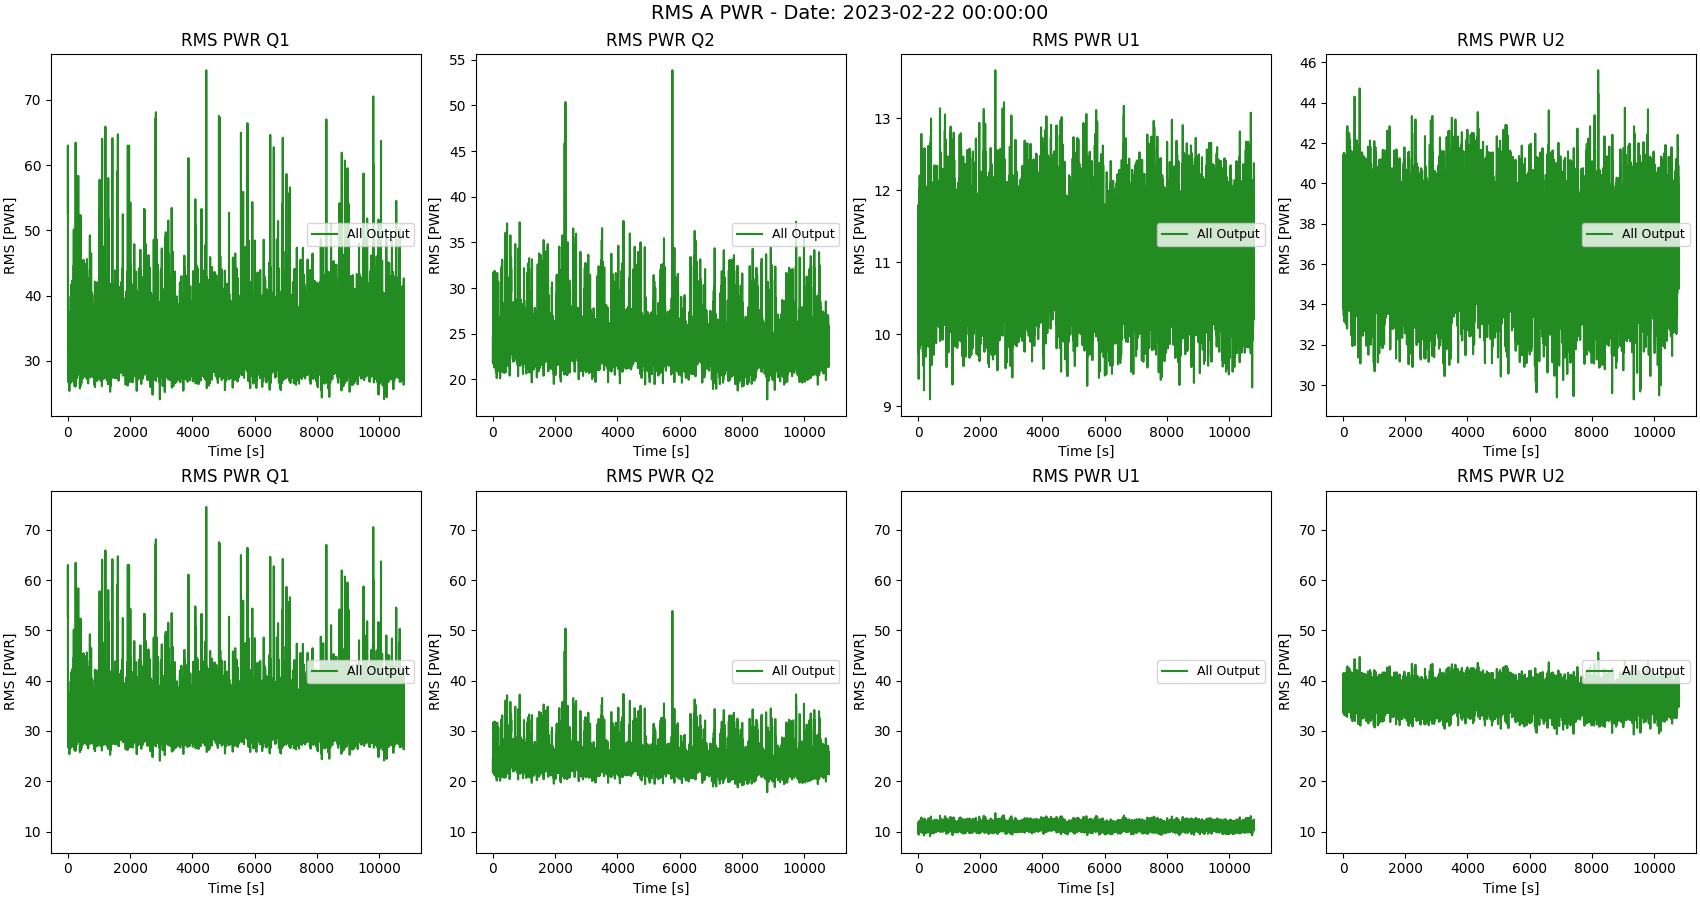 RMS A PWR - Date: 2023-02-22 00:00:00
RMS PWR Q1
RMS [PWR]
70
60
50
40
30
All Output
0 2000 4000 6000 8000 10000
Time [s]
RMS PWR Q2
RMS [PWR]
55
50
45
40
35
30
25
20
All Output
0 2000 4000 6000 8000 10000
Time [s]
RMS PWR U1
RMS [PWR]
13
12
11
10
9
All Output
0 2000 4000 6000 8000 10000
Time [s]
RMS PWR U2
RMS [PWR]
46
44
42
40
38
36
34
32
30
All Output
0 2000 4000 6000 8000 10000
Time [s]
RMS PWR Q1
RMS [PWR]
70
60
50
40
30
20
10
All Output
0 2000 4000 6000 8000 10000
Time [s]
RMS PWR Q2
RMS [PWR]
70
60
50
40
30
20
10
All Output
0 2000 4000 6000 8000 10000
Time [s]
RMS PWR U1
RMS [PWR]
70
60
50
40
30
20
10
All Output
0 2000 4000 6000 8000 10000
Time [s]
RMS PWR U2
RMS [PWR]
70
60
50
40
30
20
10
All Output
0 2000 4000 6000 8000 10000
Time [s]